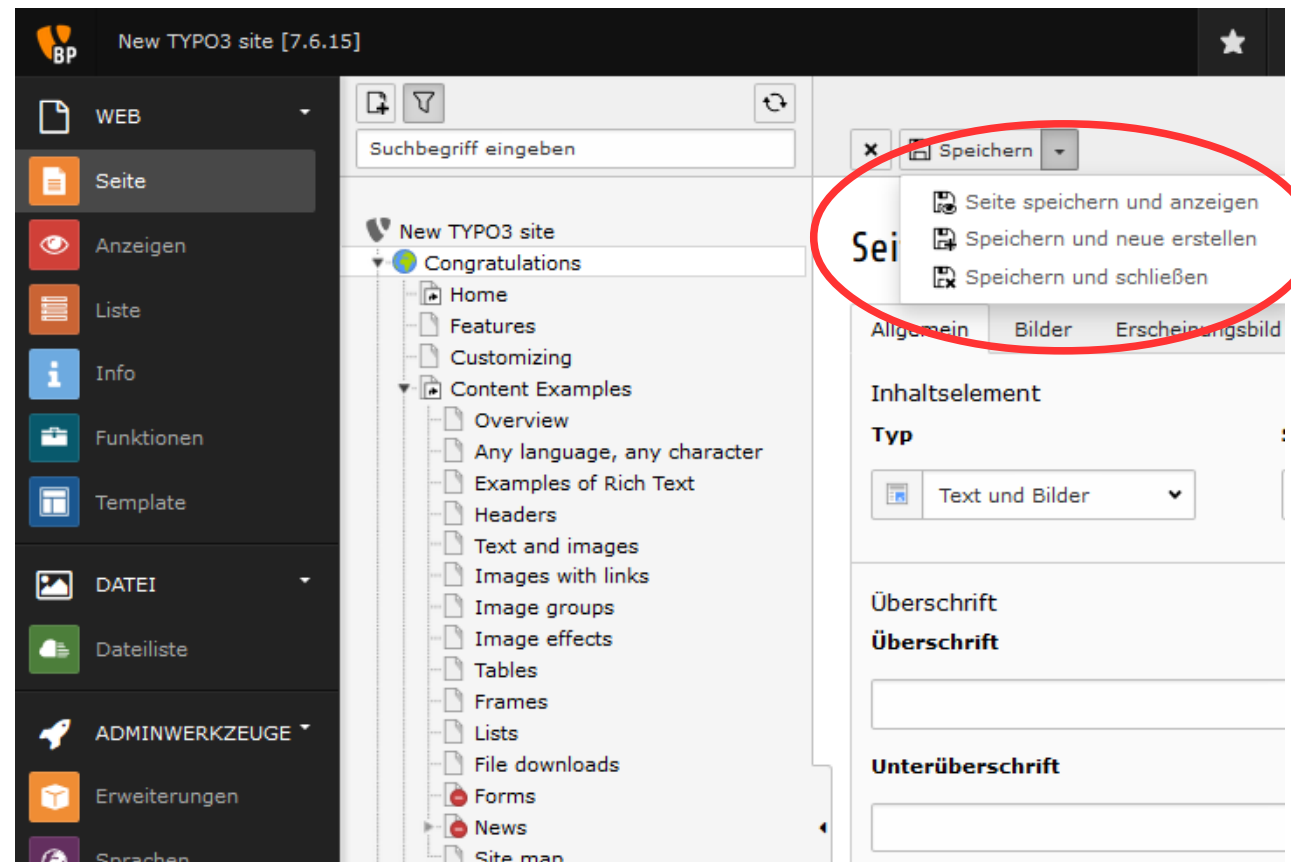 BP
New TYPO3 site [7.6.15]
WEB
Seite
Anzeigen
Liste
Info
Funktionen
Template
DATEI
Dateiliste
ADMINWERKZEUGE
Erweiterungen
Sprachen
Suchbegriff eingeben
New TYPO3 site
Congratulations
Home
Features
Customizing
Content Examples
Overview
Any language, any character
Examples of Rich Text
Headers
Text and images
Images with links
Image groups
Image effects
Tables
Frames
Lists
File downloads
Forms
News
Site map
Speichern
Seite speichern und anzeigen
Speichern und neue erstellen
Speichern und schließen
Sei
Allgemein Bilder Erscheinungsbild
Inhaltselement
Typ
Text und Bilder
Überschrift
Überschrift
Unterüberschrift